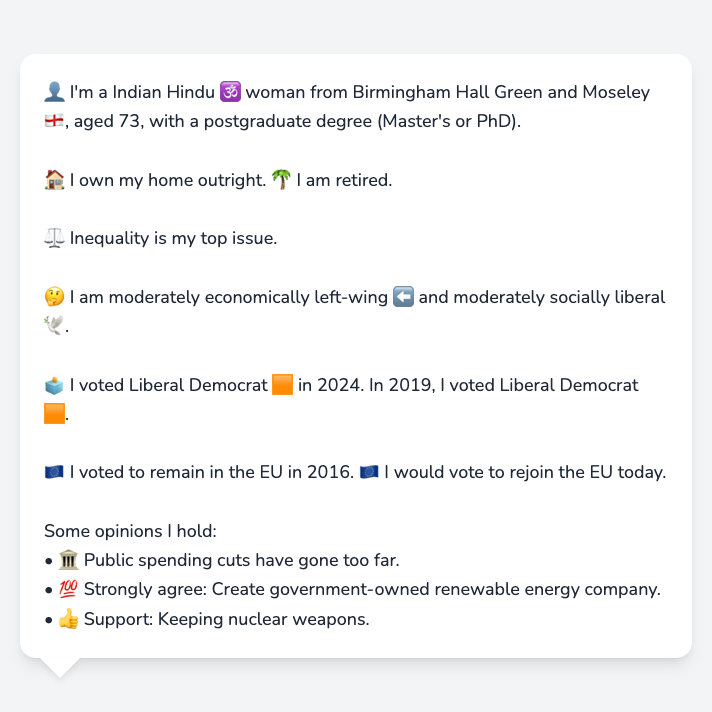 👤 I'm a Indian Hindu 🕉️ woman from Birmingham Hall Green and Moseley
🏴󠁧󠁢󠁥󠁮󠁧󠁿, aged 73, with a postgraduate degree (Master's or PhD).
🏠 I own my home outright. 🌴 I am retired.
⚖️ Inequality is my top issue.
🤔 I am moderately economically left-wing ⬅️ and moderately socially liberal
🕊️.
🗳️ I voted Liberal Democrat 🟧 in 2024. In 2019, I voted Liberal Democrat
🟧.
🇪🇺 I voted to remain in the EU in 2016. 🇪🇺 I would vote to rejoin the EU today.
Some opinions I hold:
• 🏛️ Public spending cuts have gone too far.
• 💯 Strongly agree: Create government-owned renewable energy company.
• 👍 Support: Keeping nuclear weapons.